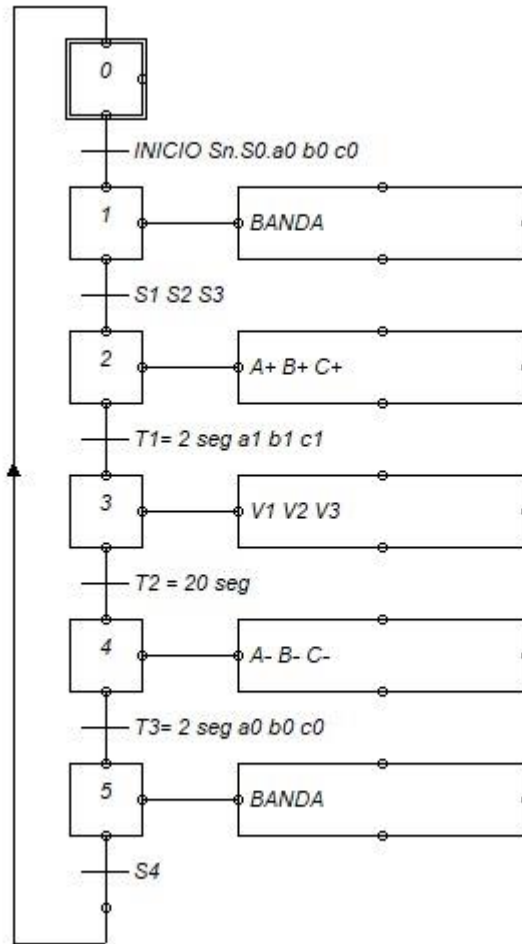 0
INICIO Sn.S0.a0 b0 c0
1
BANDA
S1 S2 S3
2
A+ B+ C+
T1= 2 seg a1 b1 c1
3
V1 V2 V3
T2 = 20 seg
4
A- B- C-
T3= 2 seg a0 b0 c0
5
BANDA
S4